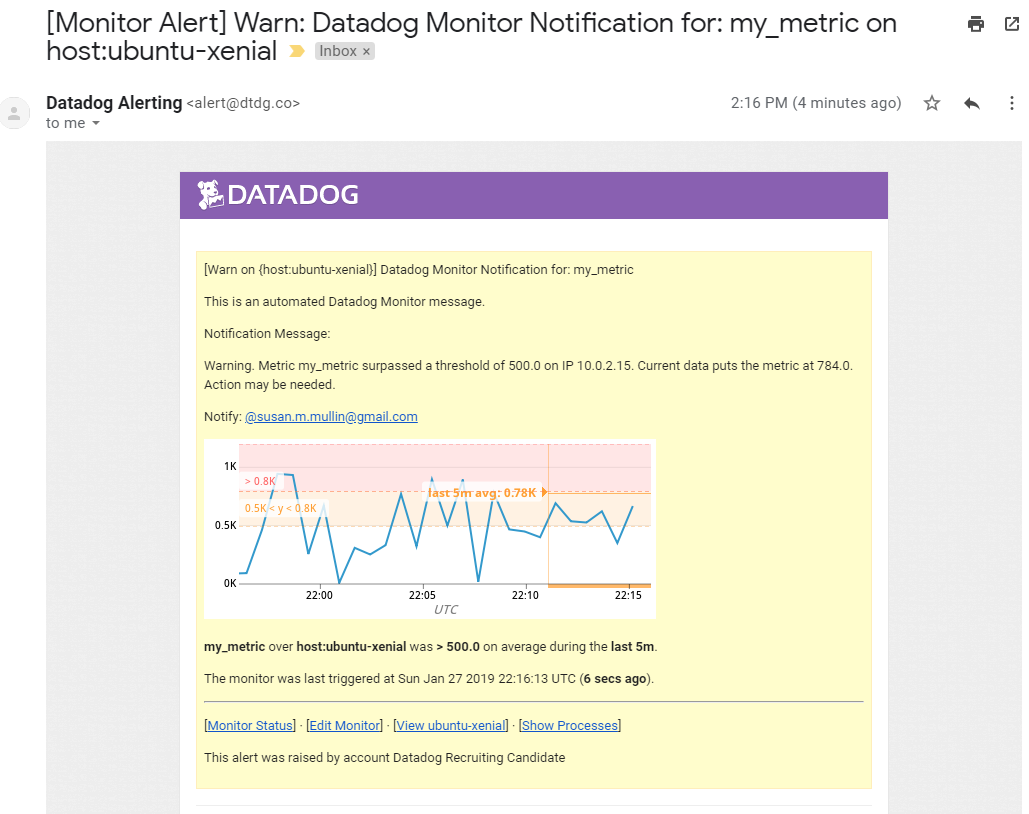 [Monitor Alert] Warn: Datadog Monitor Notification for: my_metric on
host:ubuntu-xenial Inbox ×
Datadog Alerting <alert@dtdg.co> 2:16 PM (4 minutes ago)
to me
DATADOG
[Warn on {host:ubuntu-xenial}] Datadog Monitor Notification for: my_metric
This is an automated Datadog Monitor message.
Notification Message:
Warning. Metric my_metric surpassed a threshold of 500.0 on IP 10.0.2.15. Current data puts the metric at 784.0.
Action may be needed.
Notify: @susan.m.mullin@gmail.com
1K
> 0.8K
last 5m avg: 0.78K
0.5K < y < 0.8K
0.5K
0K
22:00 22:05 22:10 22:15
UTC
my_metric over host:ubuntu-xenial was > 500.0 on average during the last 5m.
The monitor was last triggered at Sun Jan 27 2019 22:16:13 UTC (6 secs ago).
[Monitor Status] · [Edit Monitor] · [View ubuntu-xenial] · [Show Processes]
This alert was raised by account Datadog Recruiting Candidate